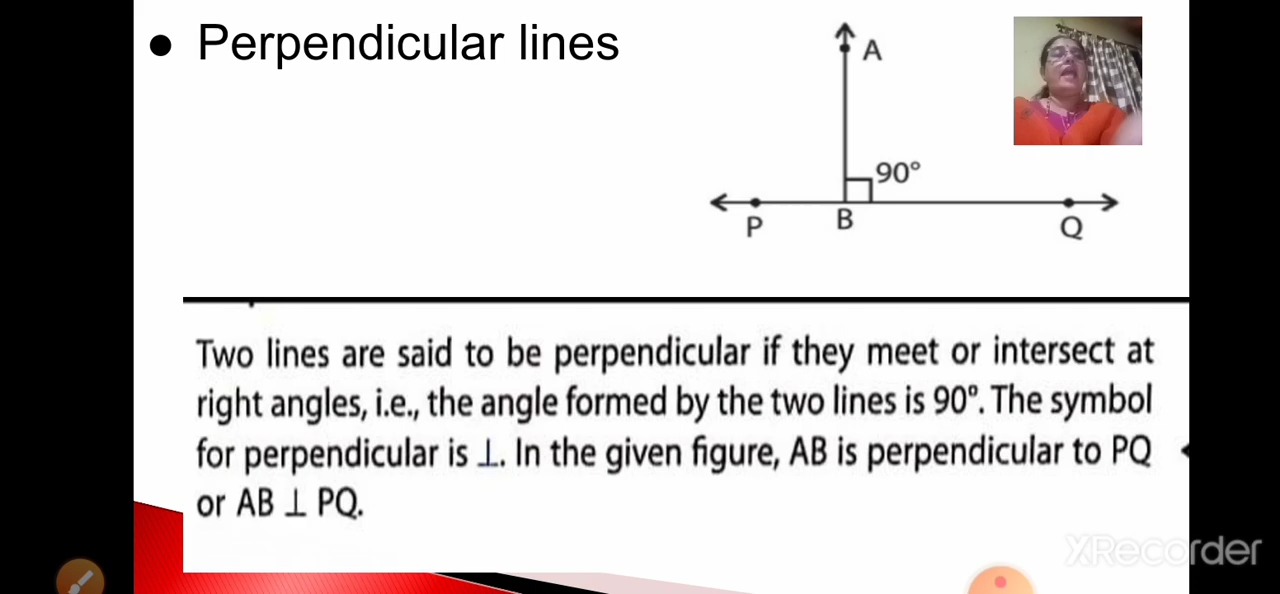 • Perpendicular lines
A
90°
P
B
Q
Two lines are said to be perpendicular if they meet or intersect at
right angles, i.e., the angle formed by the two lines is 90°. The symbol
for perpendicular is ⊥. In the given figure, AB is perpendicular to PQ
or AB ⊥ PQ.
XRecorder